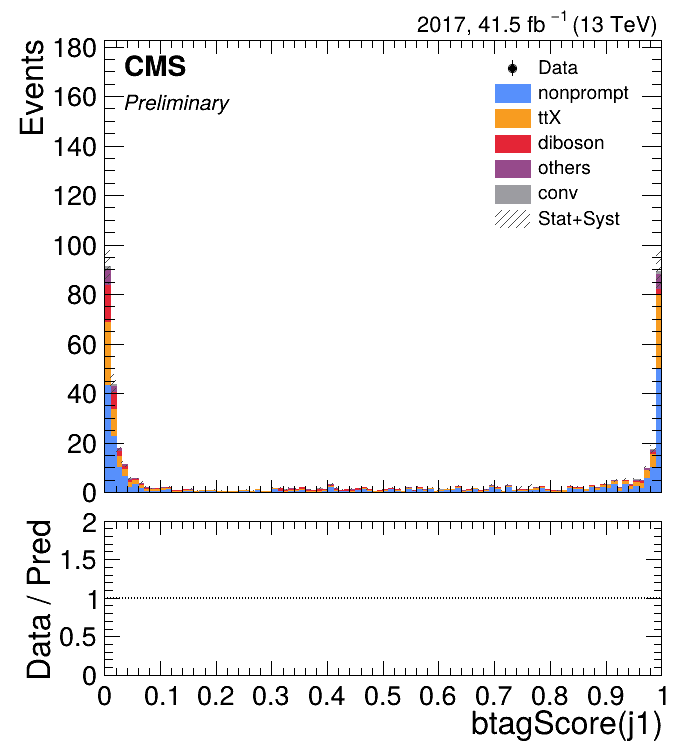 2017, 41.5 fb⁻¹ (13 TeV)
CMS
Preliminary
Events
180
160
140
120
100
80
60
40
20
0
Data
nonprompt
ttX
diboson
others
conv
Stat+Syst
Data / Pred
2
1.5
1
0.5
0
0 0.1 0.2 0.3 0.4 0.5 0.6 0.7 0.8 0.9 1
btagScore(j1)